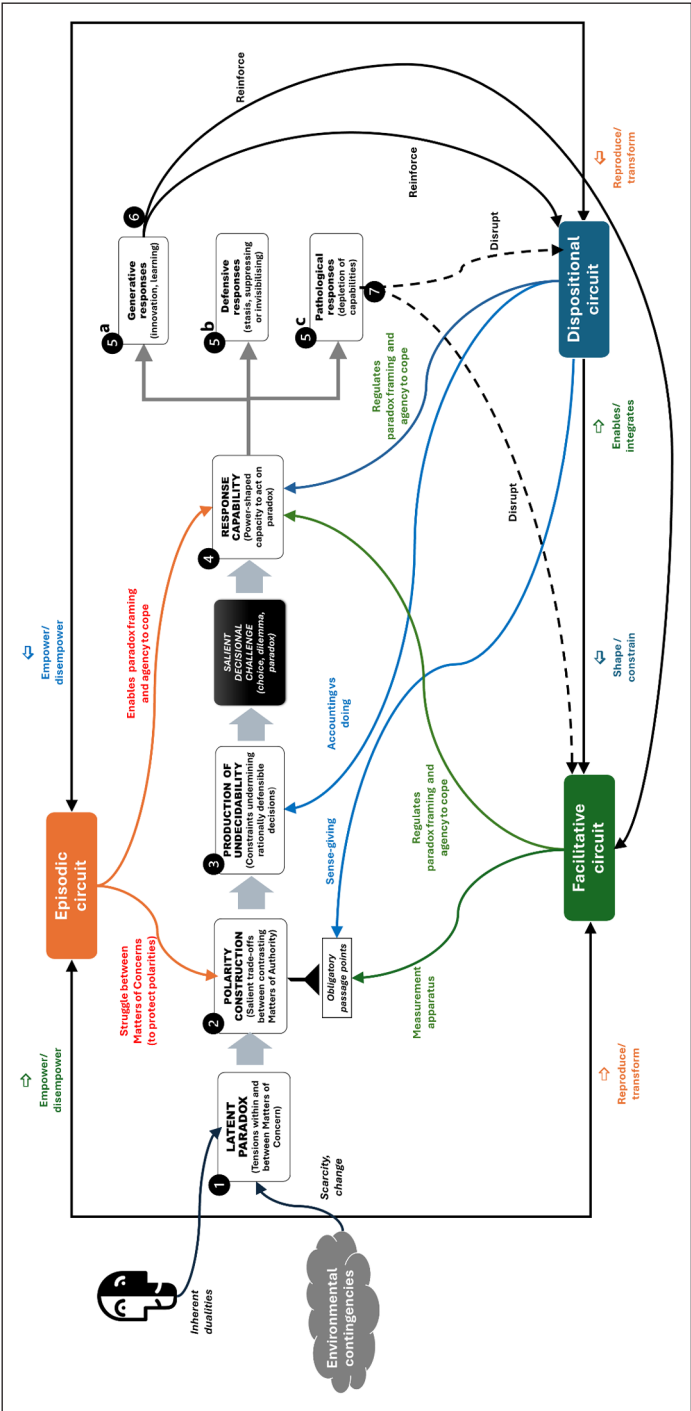 Empower/
disempower
Episodic
circuit
Empower/
disempower
Struggle between
Matters of Concerns
(to protect polarities)
Enables paradox framing
and agency to cope
Inherent
dualities
Environmental
contingencies
Scarcity,
change
1
LATENT
PARADOX
(Tensions within and
between Matters of
Concern)
2
POLARITY
CONSTRUCTION
(Salient trade-offs
between contrasting
Matters of Authority)
Obligatory
passage points
3
PRODUCTION OF
UNDECIDABILITY
(Constraints undermining
rationally defensible
decisions)
SALIENT
DECISIONAL
CHALLENGE
(choice, dilemma,
paradox)
4
RESPONSE
CAPABILITY
(Power-shaped
capacity to act on
paradox)
5
a
Generative
responses
(innovation, learning)
6
5
b
Defensive
responses
(stasis, suppressing
or invisibilising)
5
c
Pathological
responses
(depletion of
capabilities)
7
Reinforce
Reinforce
Disrupt
Disrupt
Measurement
apparatus
Sense-giving
Accounting vs
doing
Regulates
paradox framing and
agency to cope
Regulates
paradox framing and
agency to cope
Reproduce/
transform
Facilitative
circuit
Shape /
constrain
Enables/
integrates
Dispositional
circuit
Reproduce/
transform